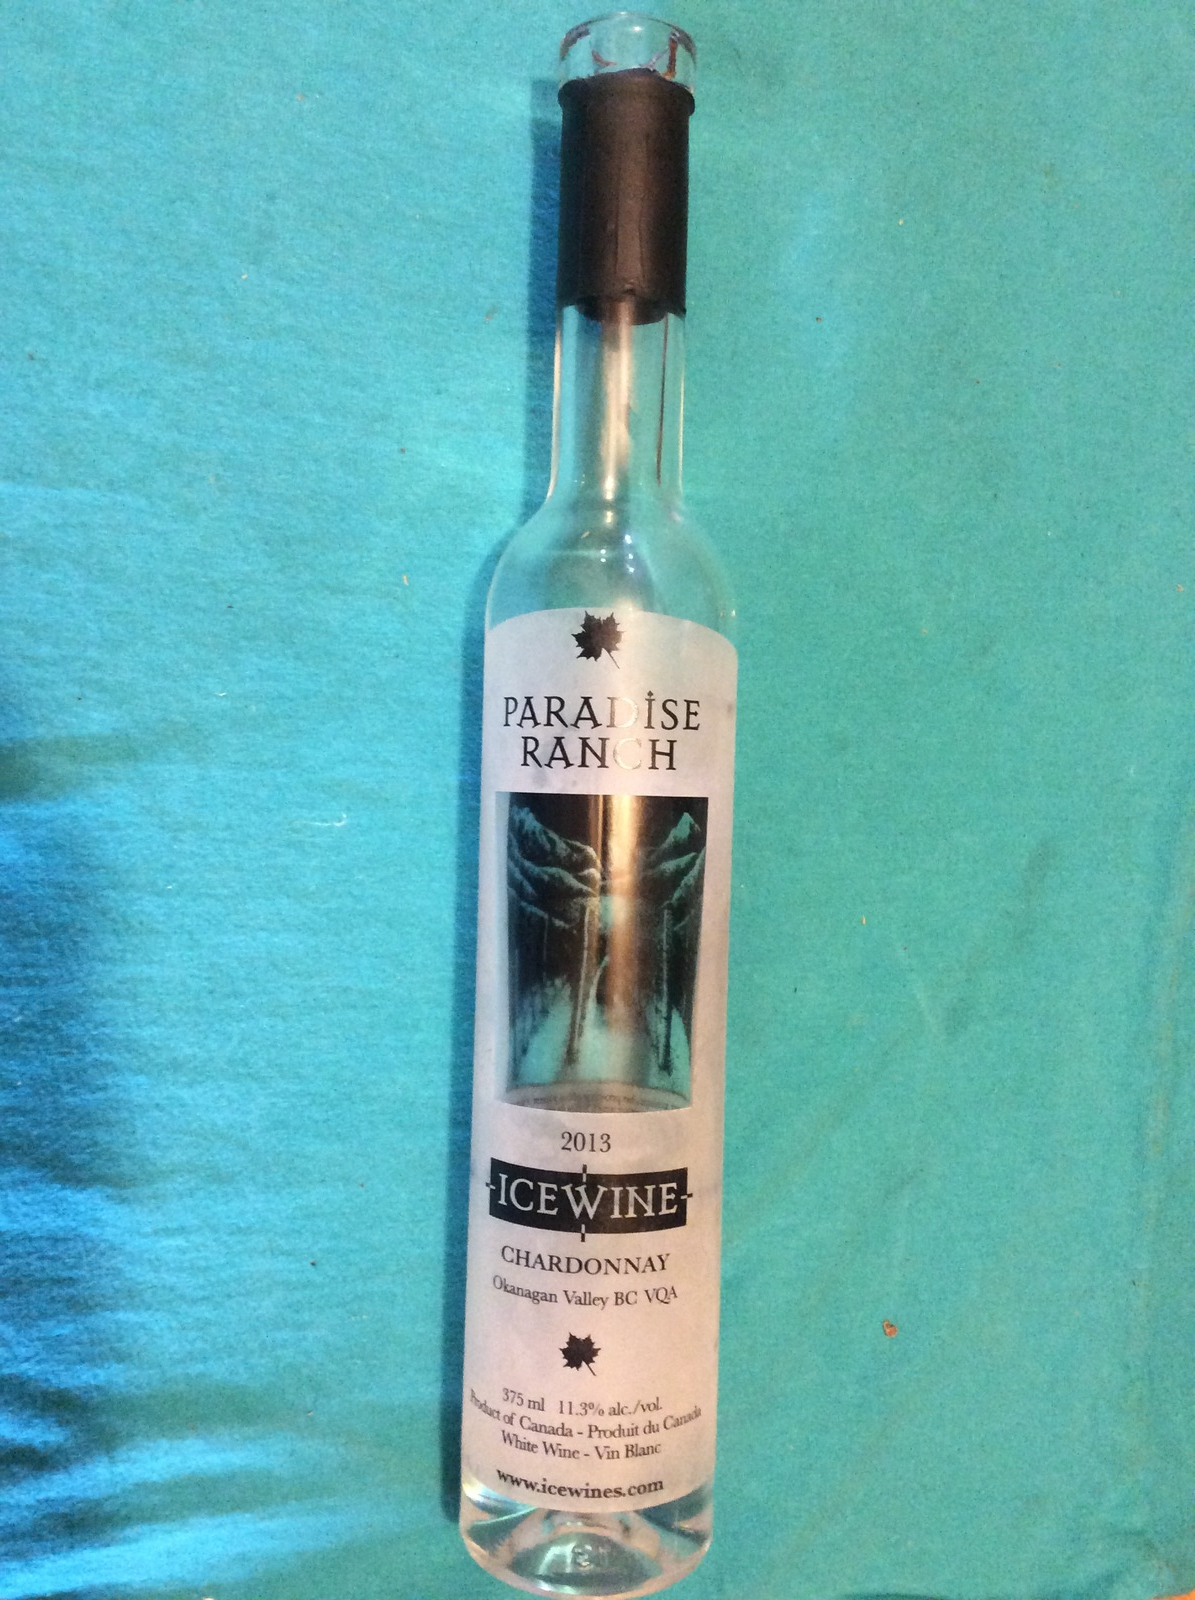 PARADISE
RANCH
2013
ICEWINE
CHARDONNAY
Okanagan Valley BC VQA
375 ml 11.3% alc./vol.
Product of Canada - Produit du Canada
White Wine - Vin Blanc
www.icewines.com